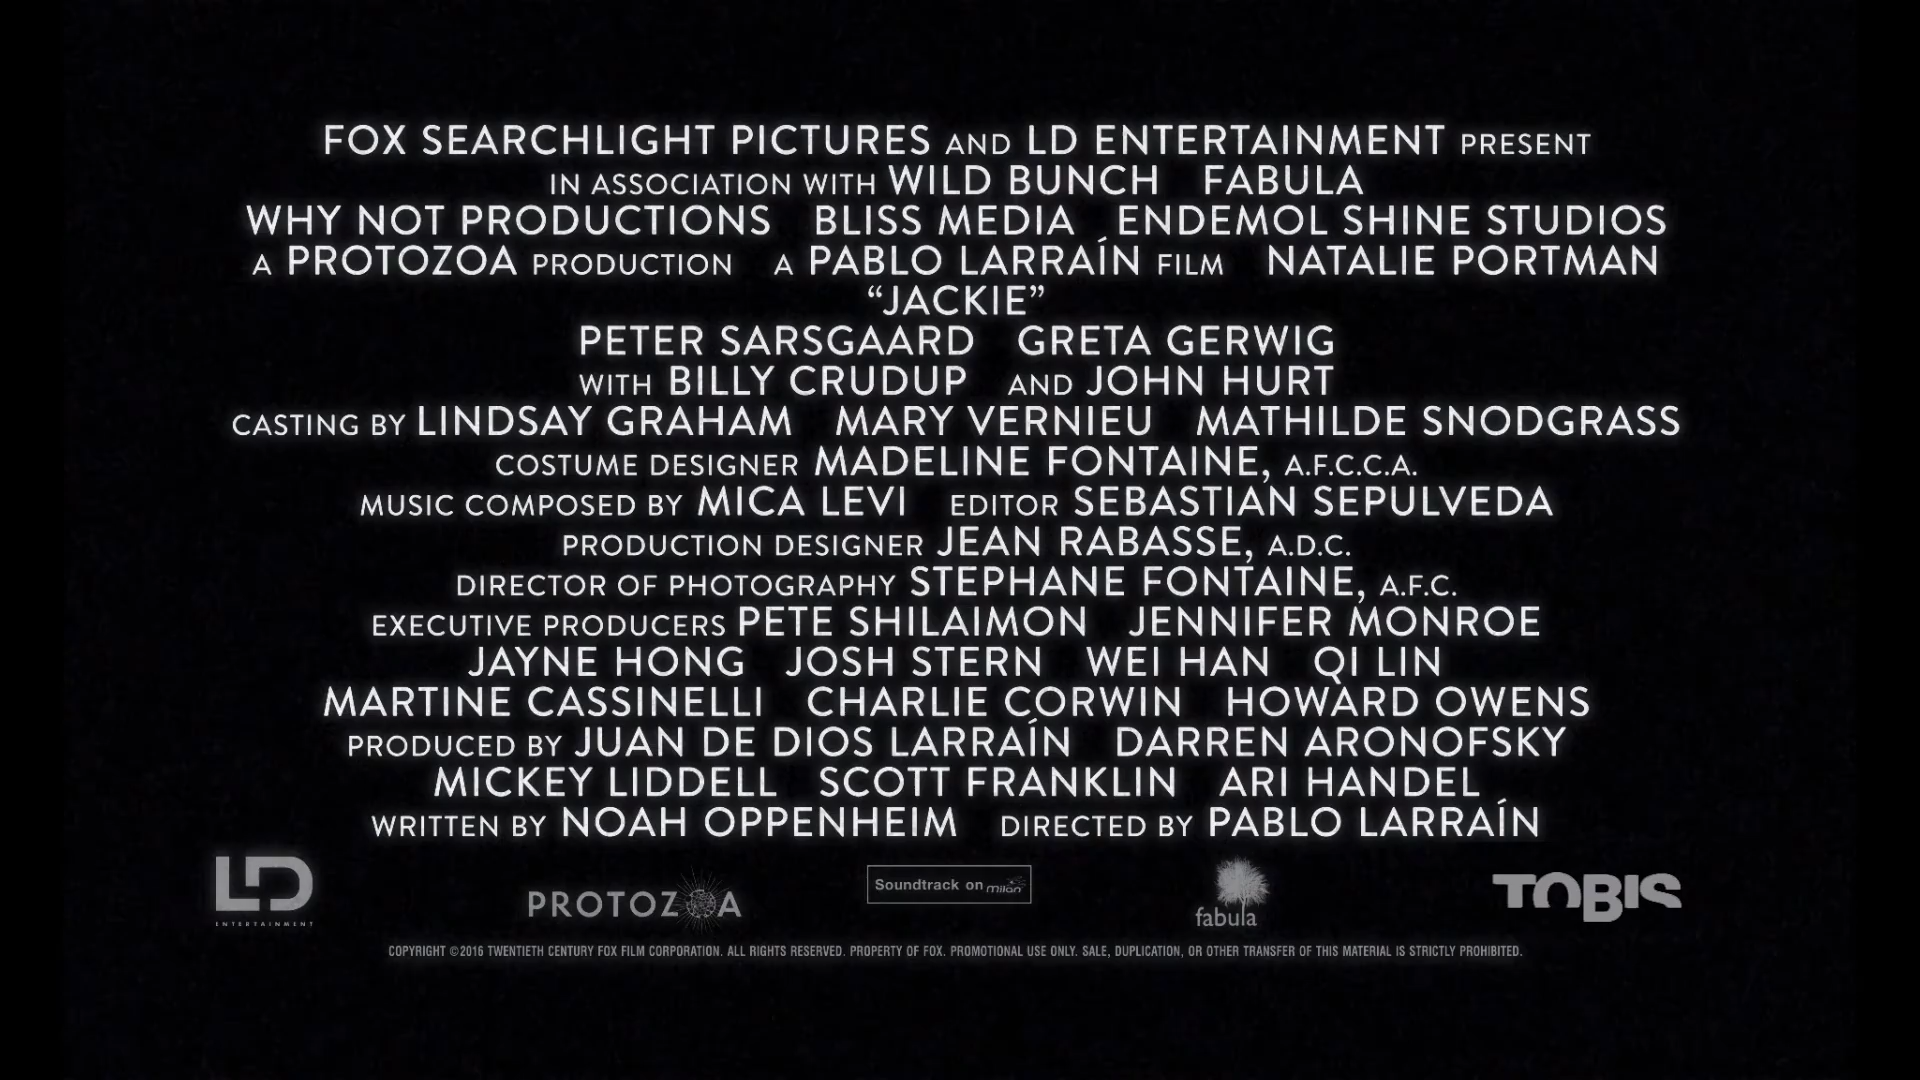 FOX SEARCHLIGHT PICTURES AND LD ENTERTAINMENT PRESENT
IN ASSOCIATION WITH WILD BUNCH FABULA
WHY NOT PRODUCTIONS BLISS MEDIA ENDEMOL SHINE STUDIOS
A PROTOZOA PRODUCTION A PABLO LARRAÍN FILM NATALIE PORTMAN
“JACKIE”
PETER SARSGAARD GRETA GERWIG
WITH BILLY CRUDUP AND JOHN HURT
CASTING BY LINDSAY GRAHAM MARY VERNIEU MATHILDE SNODGRASS
COSTUME DESIGNER MADELINE FONTAINE, A.F.C.C.A.
MUSIC COMPOSED BY MICA LEVI EDITOR SEBASTIAN SEPULVEDA
PRODUCTION DESIGNER JEAN RABASSE, A.D.C.
DIRECTOR OF PHOTOGRAPHY STEPHANE FONTAINE, A.F.C.
EXECUTIVE PRODUCERS PETE SHILAIMON JENNIFER MONROE
JAYNE HONG JOSH STERN WEI HAN QI LIN
MARTINE CASSINELLI CHARLIE CORWIN HOWARD OWENS
PRODUCED BY JUAN DE DIOS LARRAÍN DARREN ARONOFSKY
MICKEY LIDDELL SCOTT FRANKLIN ARI HANDEL
WRITTEN BY NOAH OPPENHEIM DIRECTED BY PABLO LARRAÍN
LD ENTERTAINMENT
PROTOZOA
Soundtrack on milan
fabula
TOBIS
COPYRIGHT ©2016 TWENTIETH CENTURY FOX FILM CORPORATION. ALL RIGHTS RESERVED. PROPERTY OF FOX. PROMOTIONAL USE ONLY. SALE, DUPLICATION, OR OTHER TRANSFER OF THIS MATERIAL IS STRICTLY PROHIBITED.